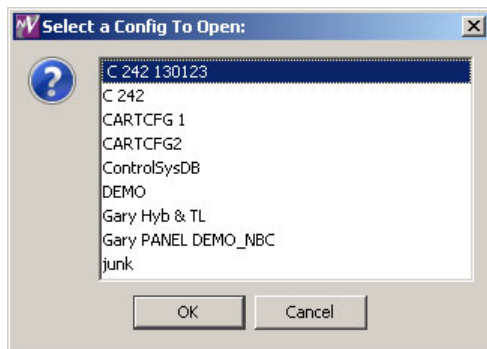 Select a Config To Open:
C 242 130123
C 242
CARTCFG 1
CARTCFG2
ControlSysDB
DEMO
Gary Hyb & TL
Gary PANEL DEMO_NBC
junk
OK Cancel